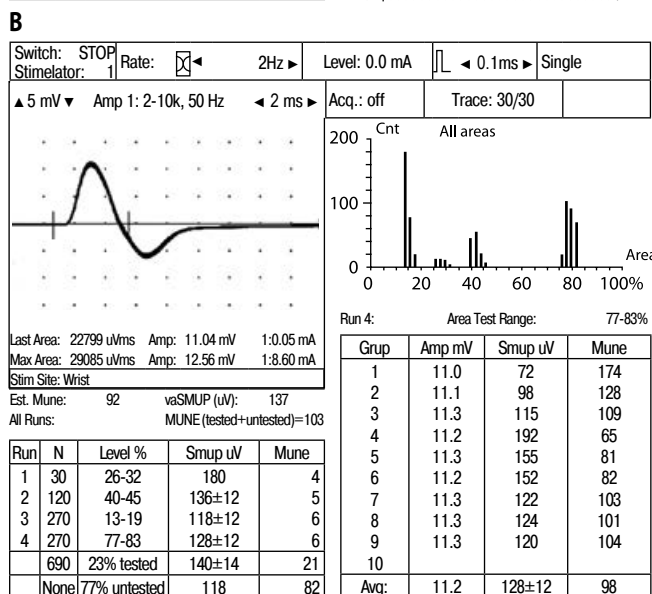 B
Switch: STOP
Stimelator: 1
Rate: 2Hz ►
Level: 0.0 mA
◄ 0.1ms ►
Single
▲5 mV▼ Amp 1: 2-10k, 50 Hz ◄ 2 ms ►
Acq.: off
Trace: 30/30
Last Area: 22799 uVms Amp: 11.04 mV 1:0.05 mA
Max Area: 29085 uVms Amp: 12.56 mV 1:8.60 mA
Stim Site: Wrist
Est. Mune: 92 vaSMUP (uV): 137
All Runs: MUNE (tested+untested)=103
Run N Level % Smup uV Mune
1 30 26-32 180 4
2 120 40-45 136±12 5
3 270 13-19 118±12 6
4 270 77-83 128±12 6
690 23% tested 140±14 21
None 77% untested 118 82
Cnt All areas
200
100
0
Area
0 20 40 60 80 100%
Run 4: Area Test Range: 77-83%
Grup Amp mV Smup uV Mune
1 11.0 72 174
2 11.1 98 128
3 11.3 115 109
4 11.2 192 65
5 11.3 155 81
6 11.2 152 82
7 11.3 122 103
8 11.3 124 101
9 11.3 120 104
10
Avg: 11.2 128±12 98